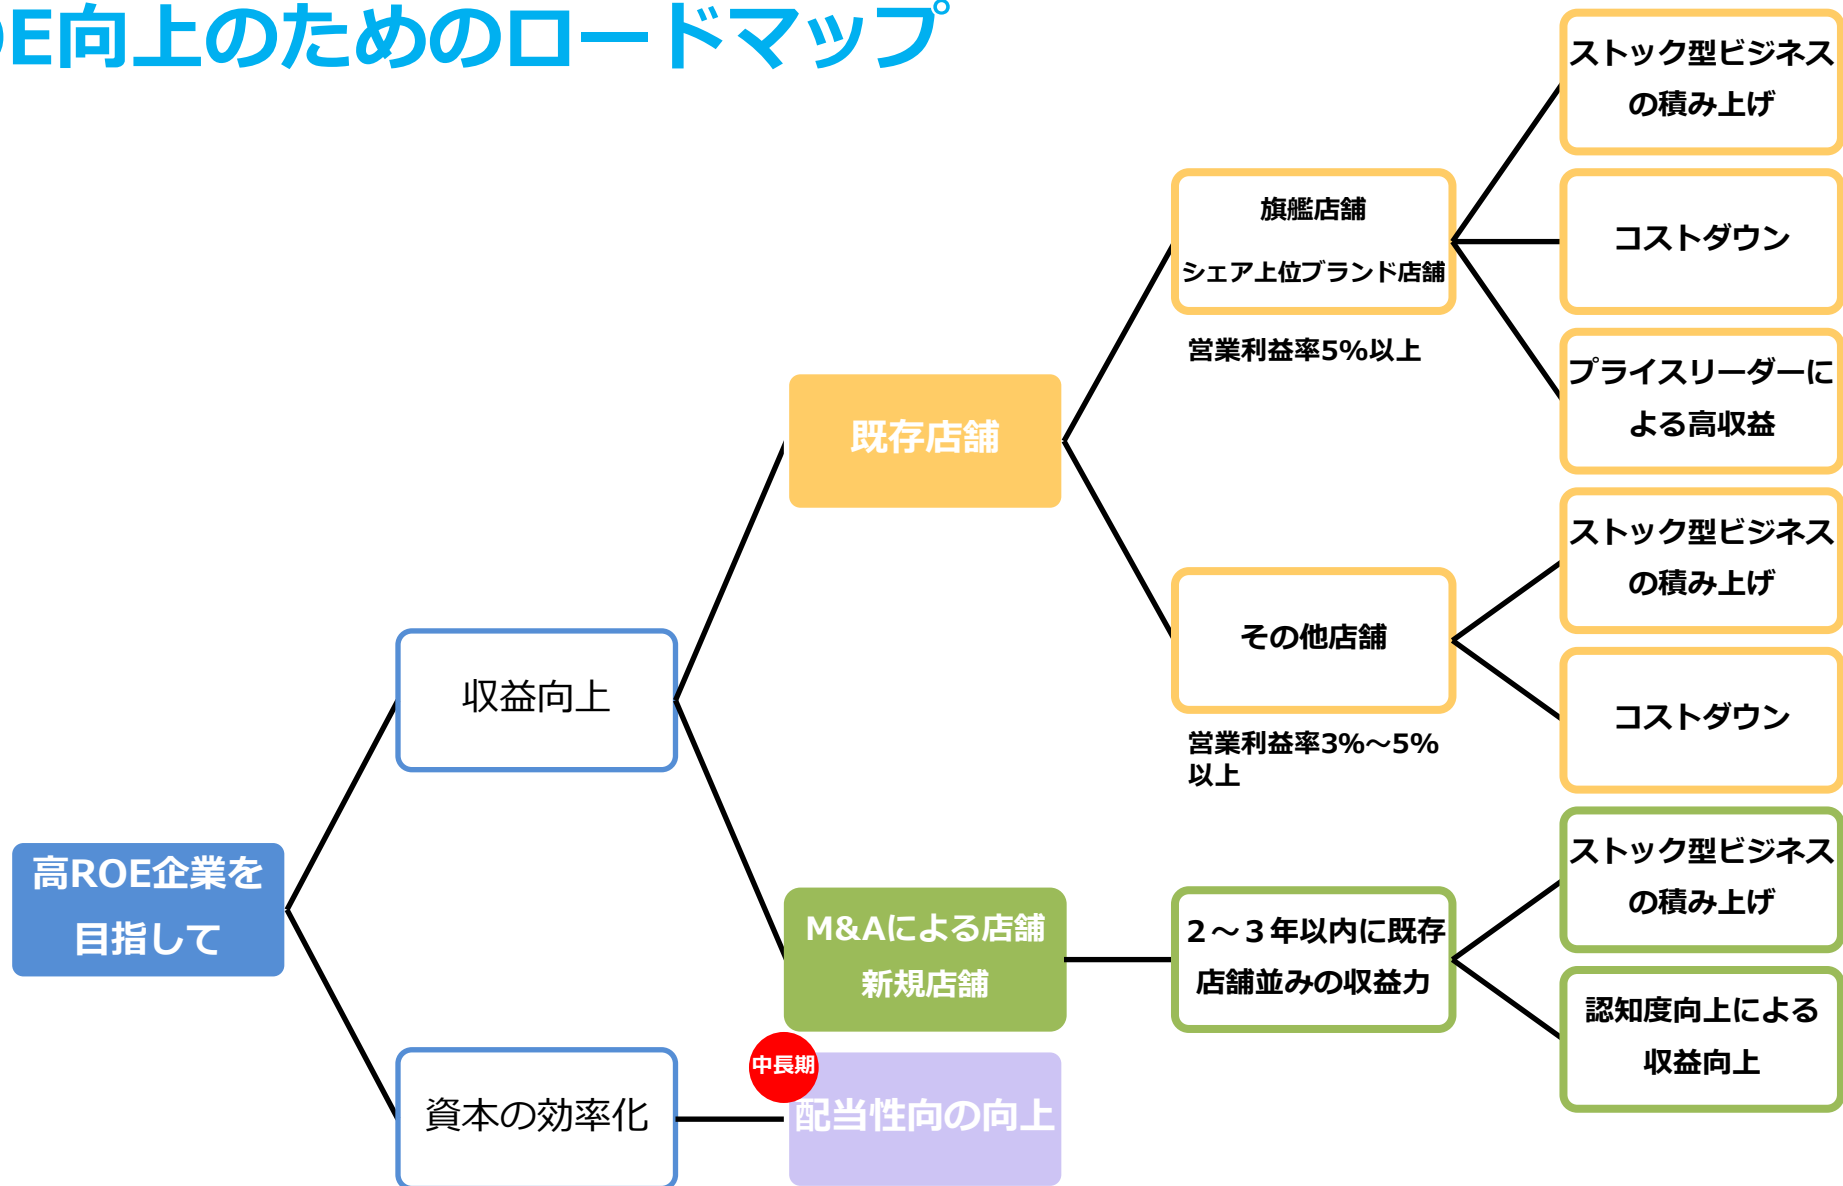 OE向上のためのロードマップ
ストック型ビジネス
の積み上げ
旗艦店舗
シェア上位ブランド店舗
コストダウン
営業利益率5%以上
プライスリーダーに
よる高収益
既存店舗
ストック型ビジネス
の積み上げ
その他店舗
収益向上
コストダウン
営業利益率3%～5%
以上
高ROE企業を
目指して
M&Aによる店舗
新規店舗
２～３年以内に既存
店舗並みの収益力
ストック型ビジネス
の積み上げ
認知度向上による
収益向上
中長期
資本の効率化
配当性向の向上